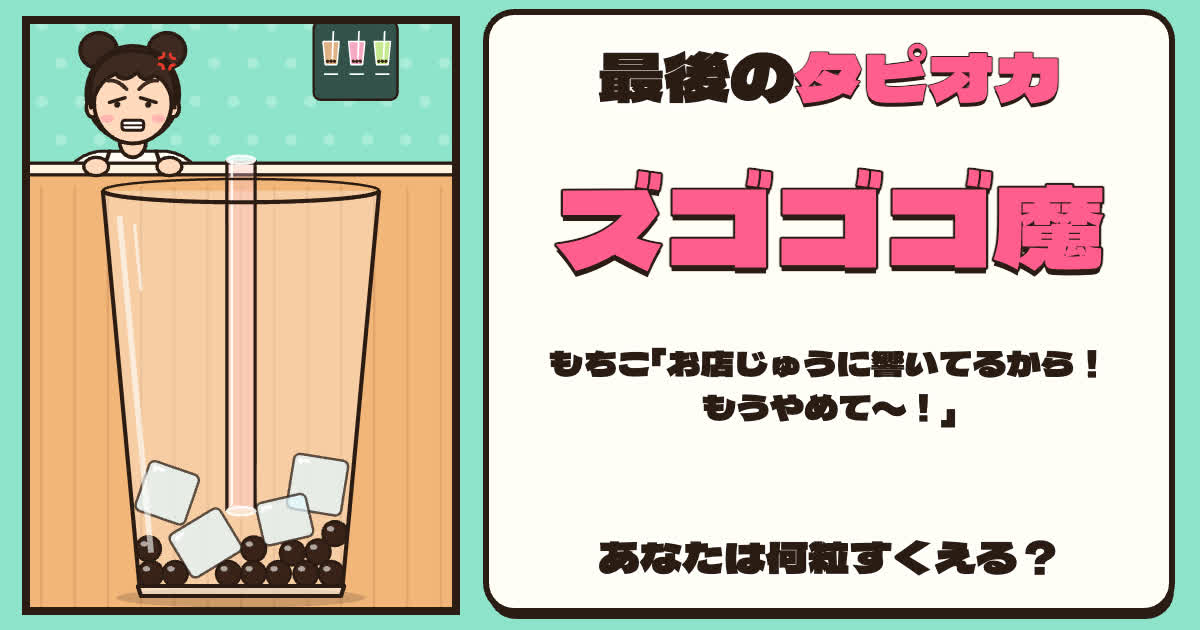 最後のタピオカ
ズゴゴゴ魔
もちこ「お店じゅうに響いてるから！
もうやめて〜！」
あなたは何粒すくえる？